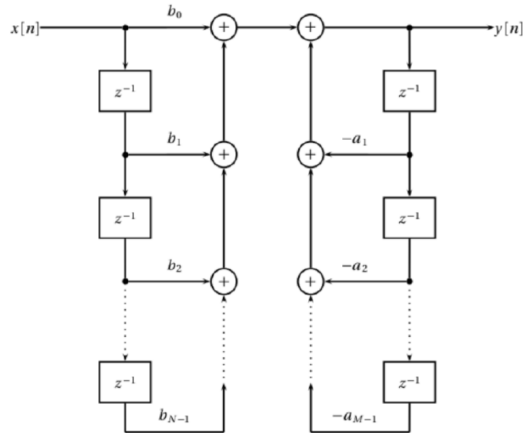 x[n] b₀ + + y[n]
z⁻¹ z⁻¹
b₁ + + −a₁
z⁻¹ z⁻¹
b₂ + + −a₂
z⁻¹ z⁻¹
b_{N−1} −a_{M−1}